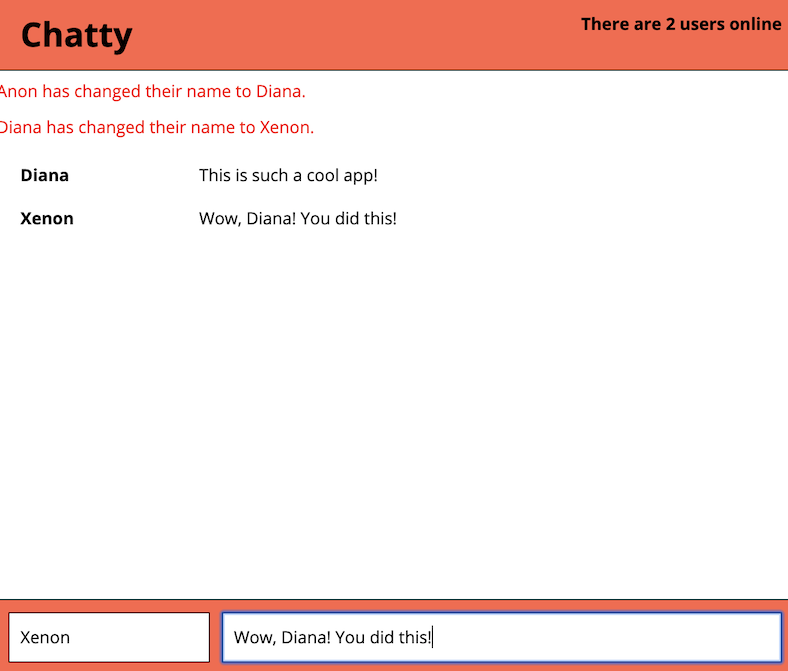 Chatty
There are 2 users online
Anon has changed their name to Diana.
Diana has changed their name to Xenon.
Diana This is such a cool app!
Xenon Wow, Diana! You did this!
Xenon Wow, Diana! You did this!